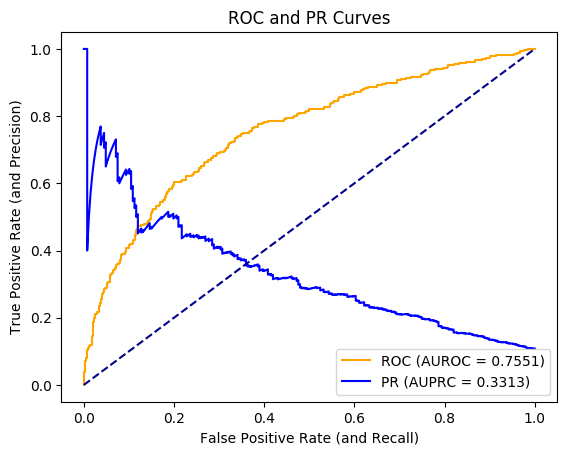 ROC and PR Curves
True Positive Rate (and Precision)
1.0
0.8
0.6
0.4
0.2
0.0
ROC (AUROC = 0.7551)
PR (AUPRC = 0.3313)
0.0 0.2 0.4 0.6 0.8 1.0
False Positive Rate (and Recall)